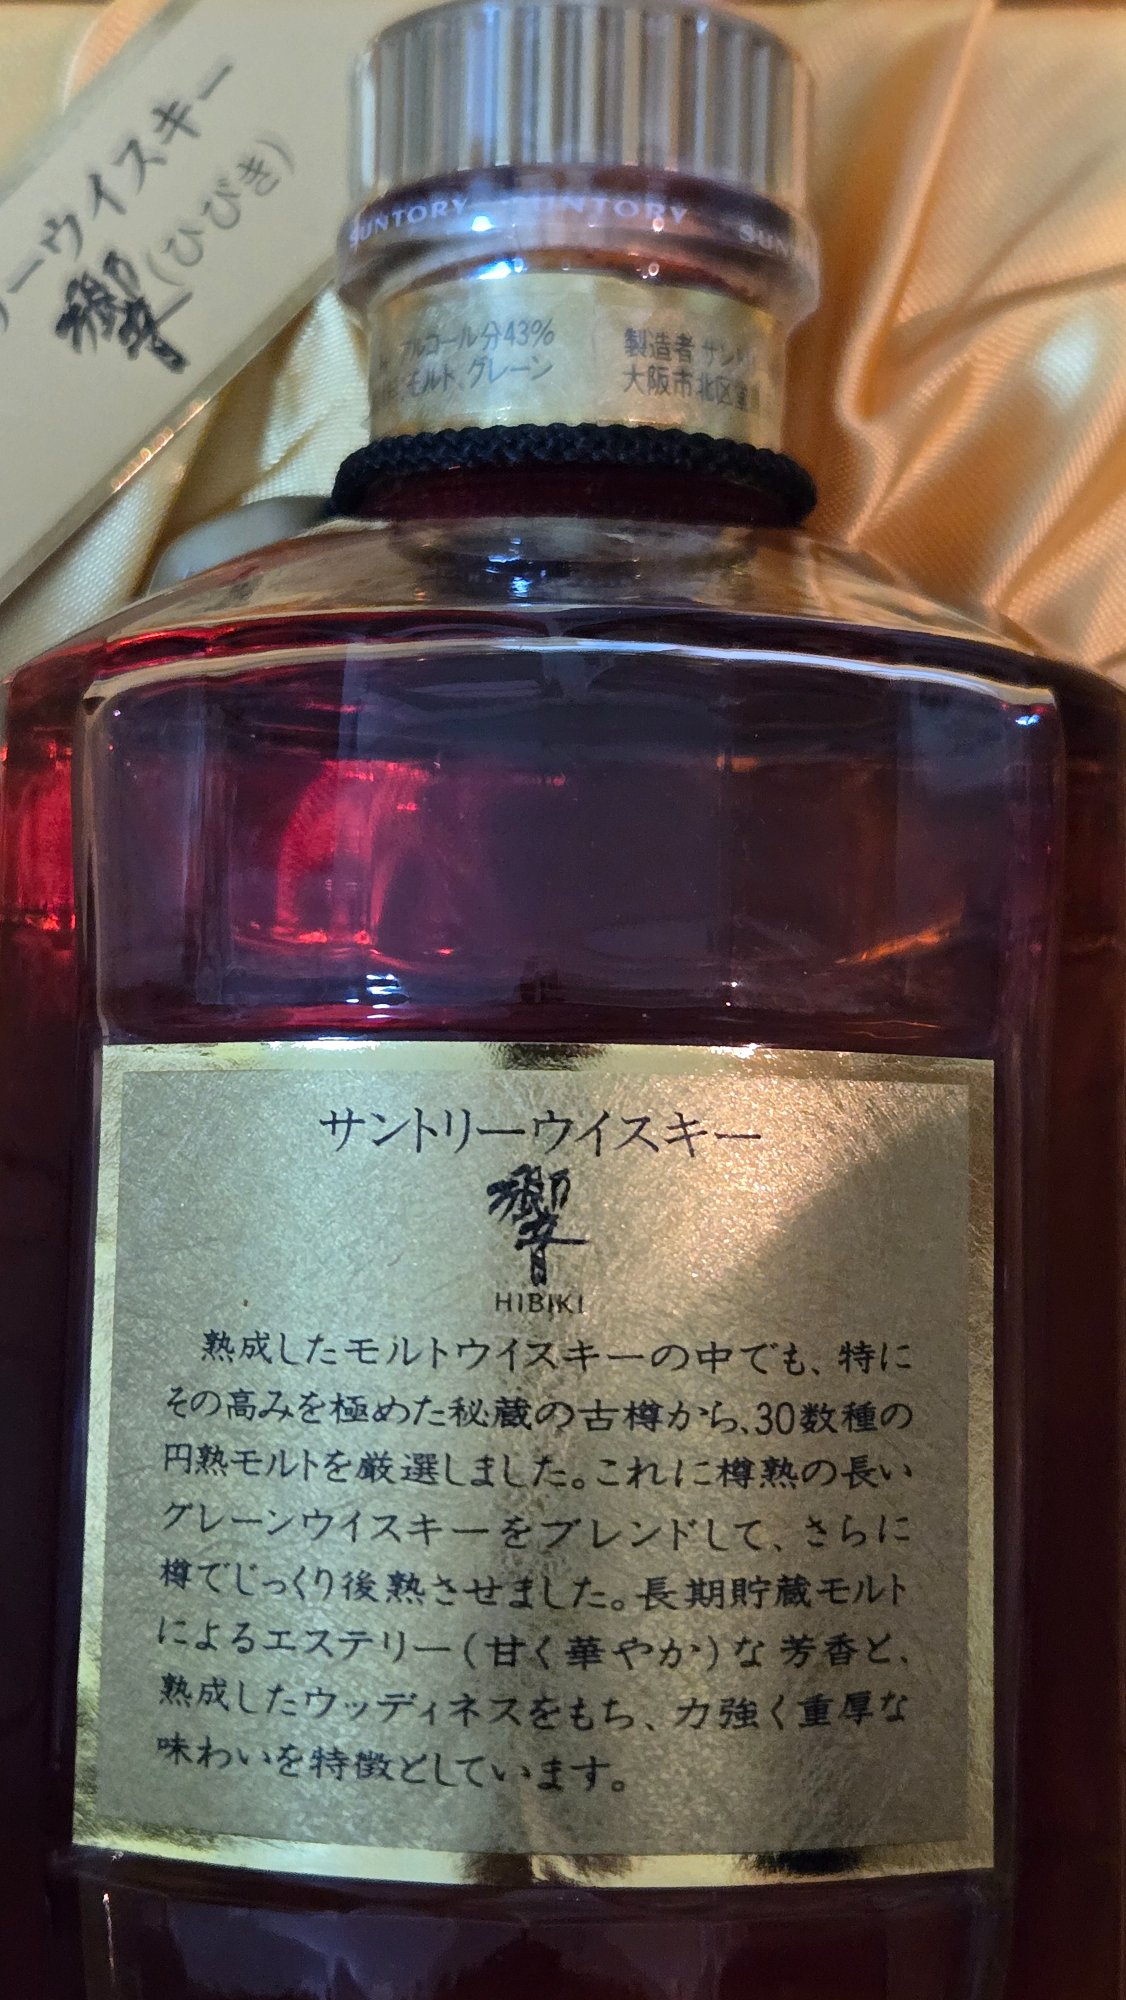 ーウイスキー
響(ひびき)
SUNTORY SUNTORY
アルコール分43%
モルト、グレーン
製造者 サント
大阪市北区堂
サントリーウイスキー
響
HIBIKI
熟成したモルトウイスキーの中でも、特に
その高みを極めた秘蔵の古樽から、30数種の
円熟モルトを厳選しました。これに樽熟の長い
グレーンウイスキーをブレンドして、さらに
樽でじっくり後熟させました。長期貯蔵モルト
によるエステリー(甘く華やか)な芳香と、
熟成したウッディネスをもち、力強く重厚な
味わいを特徴としています。